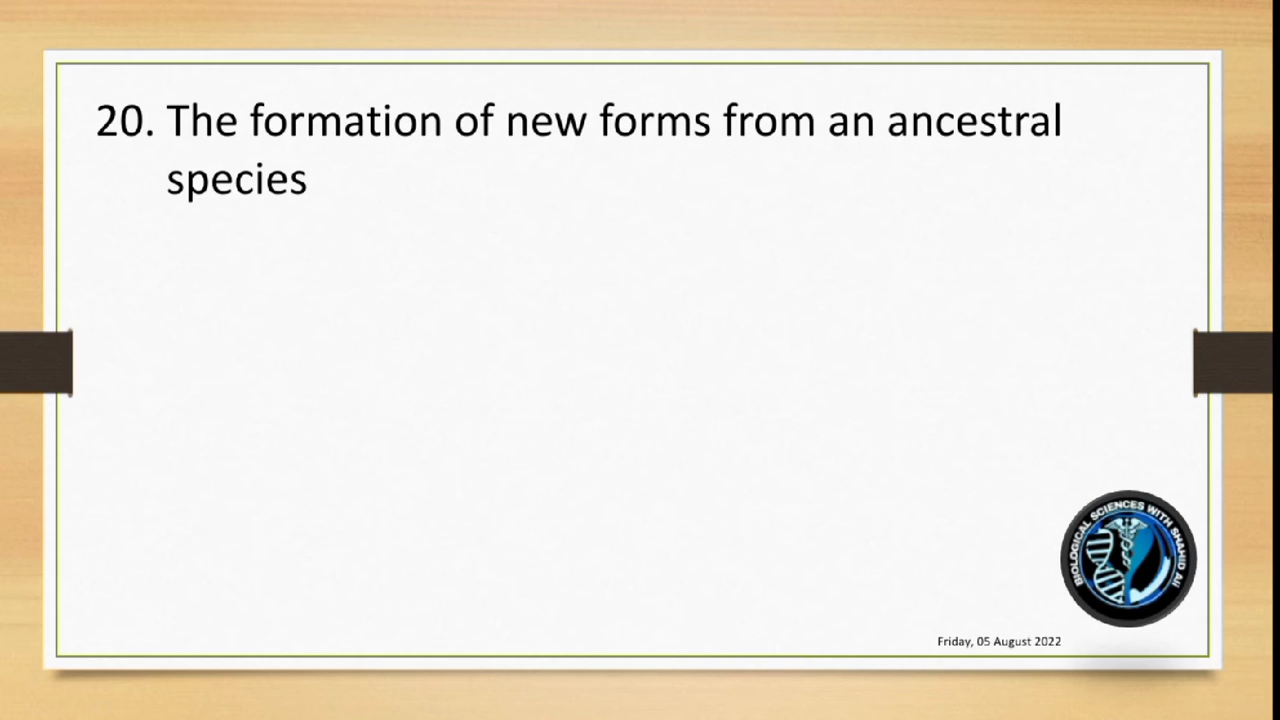 20. The formation of new forms from an ancestral
species
BIOLOGICAL SCIENCES WITH SHAHID ALI
Friday, 05 August 2022